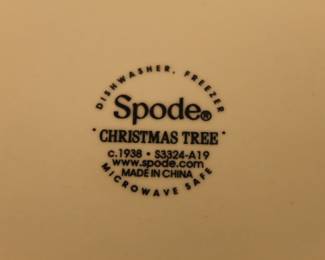 DISHWASHER, FREEZER
Spode®
· CHRISTMAS TREE ·
c.1938 · S3324-A19
www.spode.com
MADE IN CHINA
MICROWAVE SAFE